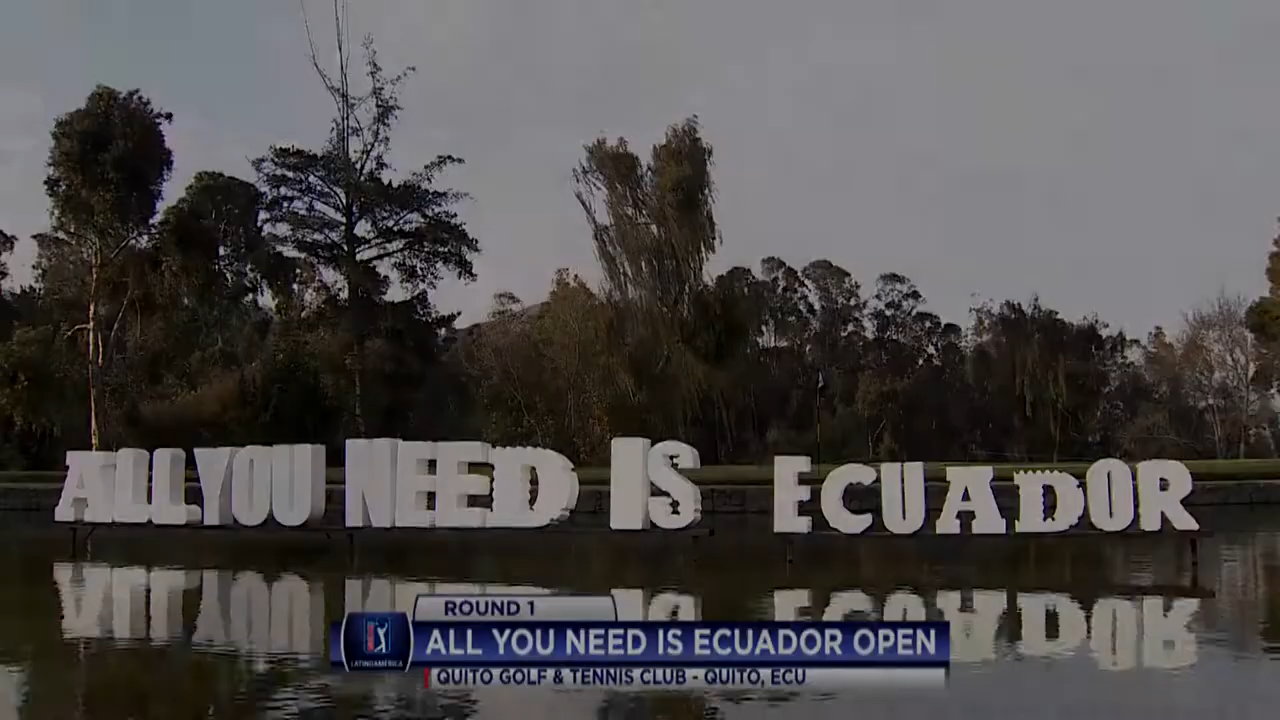 ALL YOU NEED IS ECUADOR
ROUND 1
LATINOAMÉRICA
ALL YOU NEED IS ECUADOR OPEN
QUITO GOLF & TENNIS CLUB - QUITO, ECU